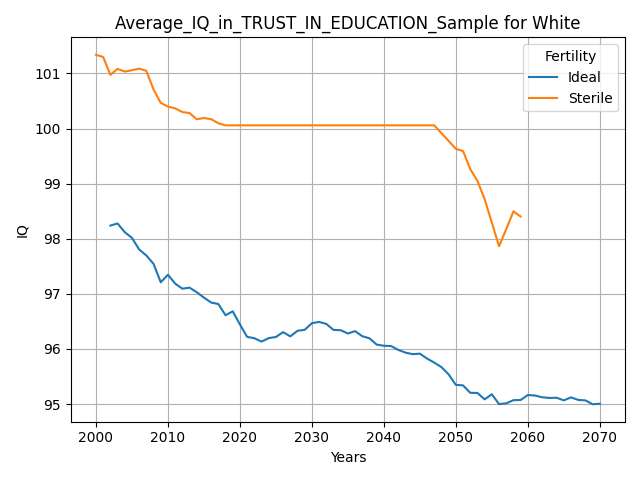 Average_IQ_in_TRUST_IN_EDUCATION_Sample for White
Fertility
Ideal
Sterile
IQ
101
100
99
98
97
96
95
2000 2010 2020 2030 2040 2050 2060 2070
Years